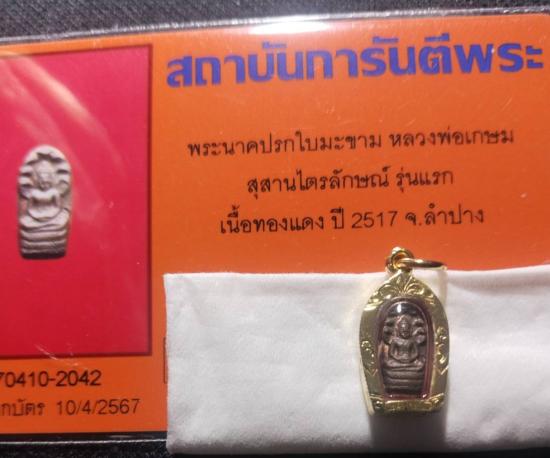 สถาบันการันตีพระ
พระนาคปรกใบมะขาม หลวงพ่อเกษม
สุสานไตรลักษณ์ รุ่นแรก
เนื้อทองแดง ปี 2517 จ.ลำปาง
70410-2042
กบัตร 10/4/2567